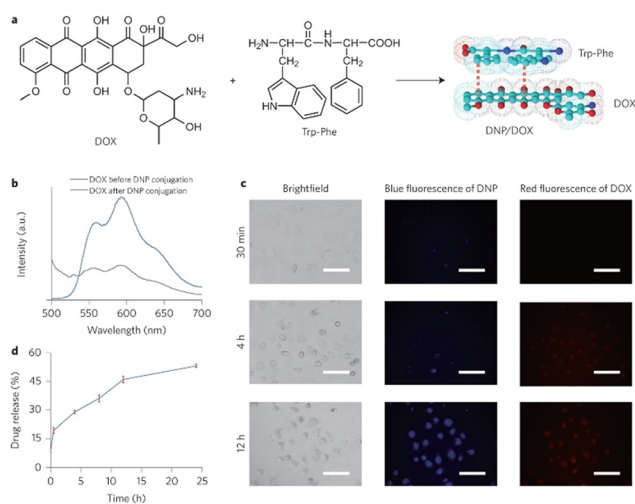 a
O
OH
O
OH
OH
O
O
OH
O
NH2
O
OH
DOX
+
H2N
O
NH
COOH
CH2
CH2
HN
Trp-Phe
Trp-Phe
DOX
DNP/DOX
b
DOX before DNP conjugation
DOX after DNP conjugation
Intensity (a.u.)
500 550 600 650 700
Wavelength (nm)
c
Brightfield
Blue fluorescence of DNP
Red fluorescence of DOX
30 min
4 h
12 h
d
60
45
30
15
0
Drug release (%)
0 5 10 15 20 25
Time (h)